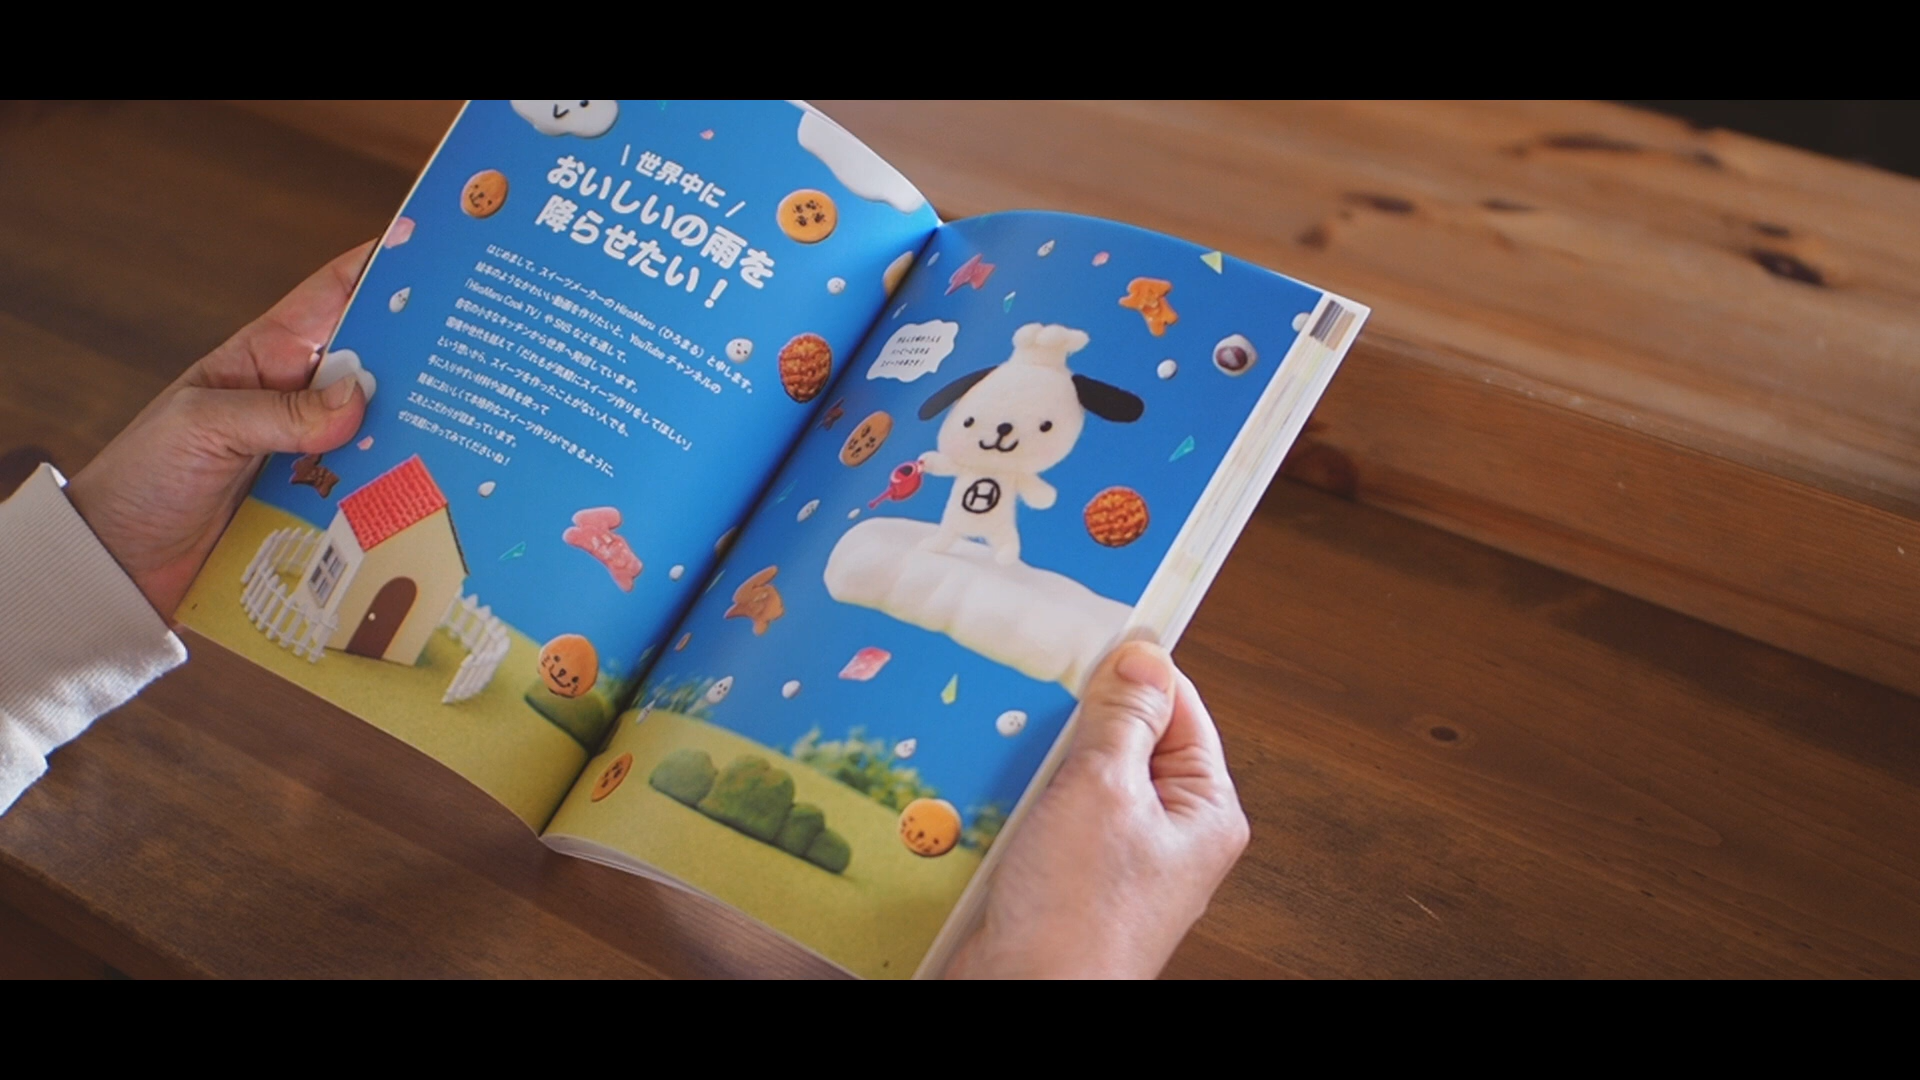 世界中に
おいしいの雨を
降らせたい！
はじめまして。スイーツメーカーのHiroMaru（ひろまる）と申します。
絵本のようなかわいい動画を作りたいと、YouTubeチャンネルの
「HiroMaru Cook TV」やSNSなどを通して、
自宅の小さなキッチンから世界へ発信しています。
国境や世代を越えて「だれもが気軽にスイーツ作りをしてほしい」
という想いから、スイーツを作ったことがない人でも、
手に入りやすい材料や道具を使って
簡単においしくて本格的なスイーツ作りができるように、
工夫とこだわりが詰まっています。
ぜひ気軽に作ってみてくださいね！
H